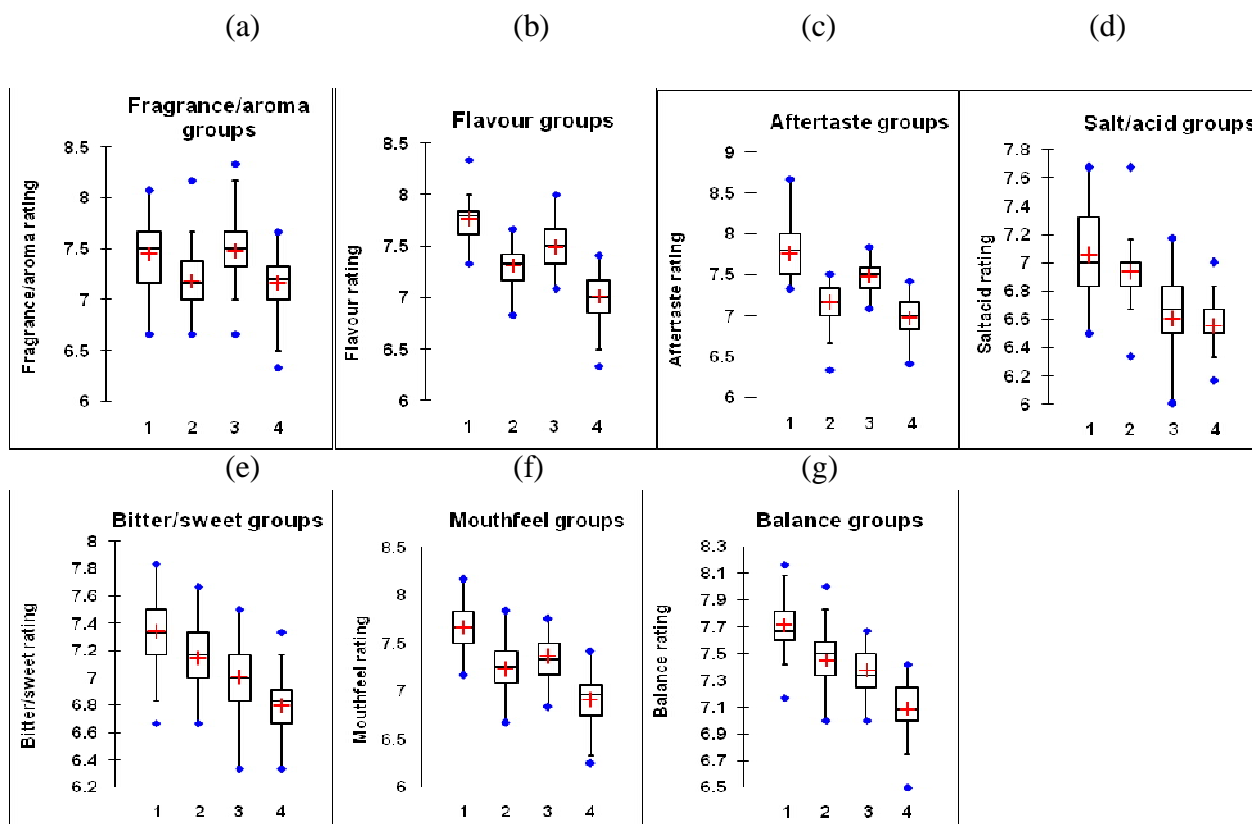 (a)
(b)
(c)
(d)
Fragrance/aroma
groups
Fragrance/aroma rating
8.5
8
7.5
7
6.5
6
1 2 3 4
Flavour groups
Flavour rating
8.5
8
7.5
7
6.5
6
1 2 3 4
Aftertaste groups
Aftertaste rating
9
8.5
8
7.5
7
6.5
6
1 2 3 4
Salt/acid groups
Saltacid rating
7.8
7.6
7.4
7.2
7
6.8
6.6
6.4
6.2
6
1 2 3 4
(e)
(f)
(g)
Bitter/sweet groups
Bitter/sweet rating
8
7.8
7.6
7.4
7.2
7
6.8
6.6
6.4
6.2
1 2 3 4
Mouthfeel groups
Mouthfeel rating
8.5
8
7.5
7
6.5
6
1 2 3 4
Balance groups
Balance rating
8.3
8.1
7.9
7.7
7.5
7.3
7.1
6.9
6.7
6.5
1 2 3 4